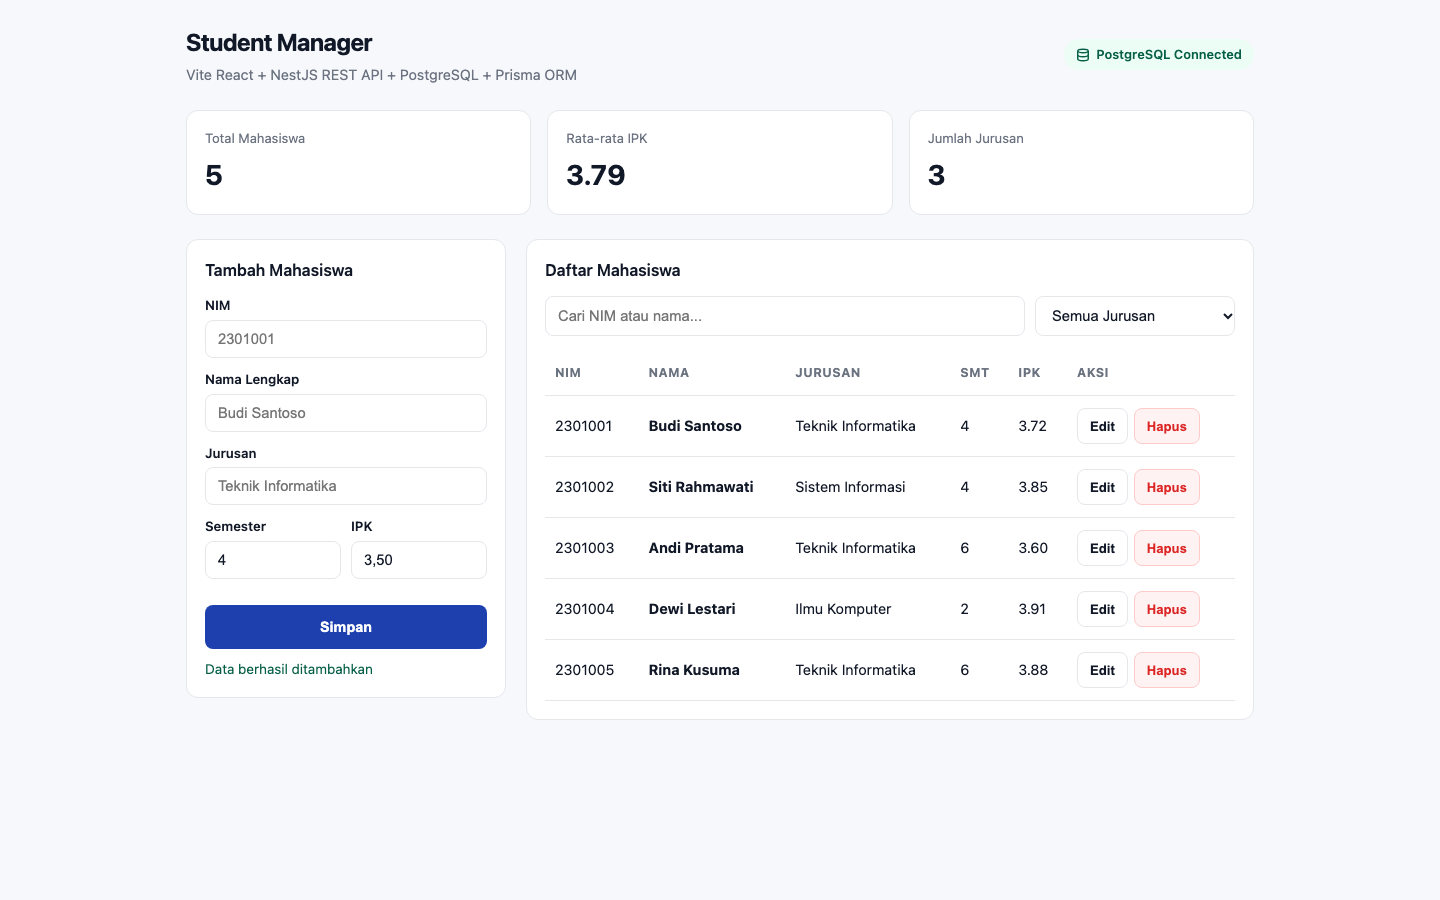 Student Manager
Vite React + NestJS REST API + PostgreSQL + Prisma ORM
PostgreSQL Connected
Total Mahasiswa
5
Rata-rata IPK
3.79
Jumlah Jurusan
3
Tambah Mahasiswa
NIM
2301001
Nama Lengkap
Budi Santoso
Jurusan
Teknik Informatika
Semester IPK
4 3,50
Simpan
Data berhasil ditambahkan
Daftar Mahasiswa
Cari NIM atau nama... Semua Jurusan
NIM NAMA JURUSAN SMT IPK AKSI
2301001 Budi Santoso Teknik Informatika 4 3.72 Edit Hapus
2301002 Siti Rahmawati Sistem Informasi 4 3.85 Edit Hapus
2301003 Andi Pratama Teknik Informatika 6 3.60 Edit Hapus
2301004 Dewi Lestari Ilmu Komputer 2 3.91 Edit Hapus
2301005 Rina Kusuma Teknik Informatika 6 3.88 Edit Hapus